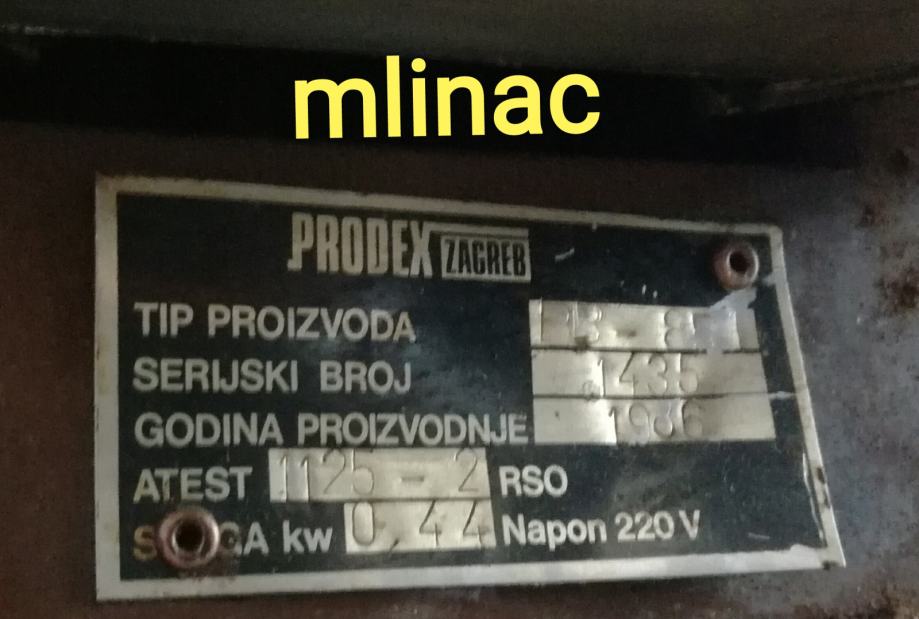 mlinac
PRODEX ZAGREB
TIP PROIZVODA
SERIJSKI BROJ 1435
GODINA PROIZVODNJE 1986
ATEST 1125 - 2 RSO
kw 0,44 Napon 220 V